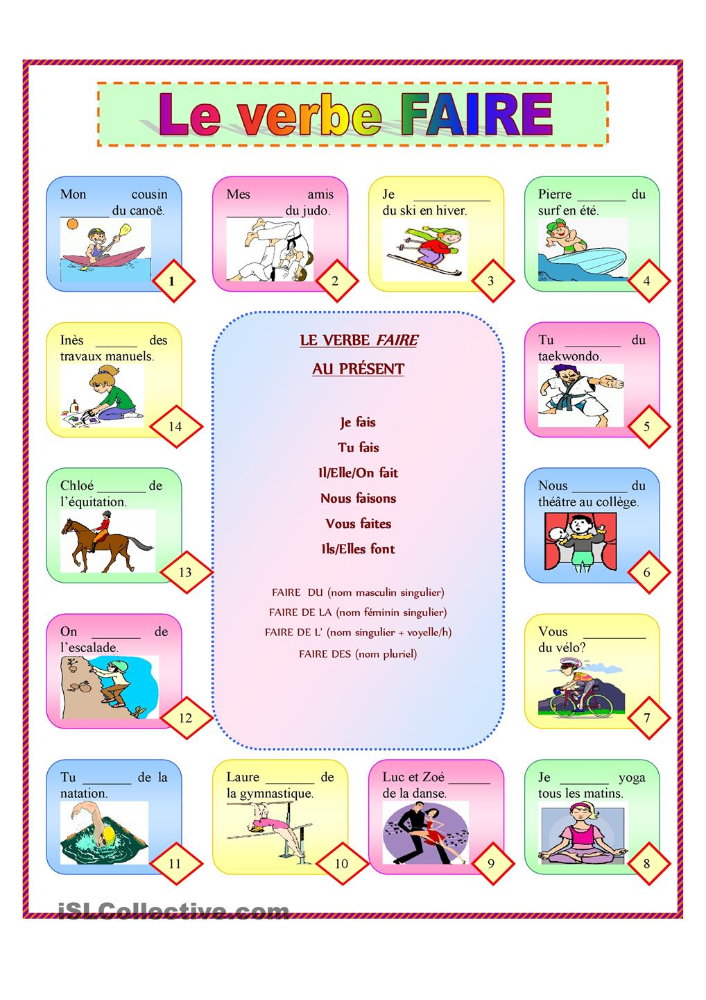 Le verbe FAIRE
Mon cousin
_______ du canoë.
1
Mes amis
________ du judo.
2
Je ___________
du ski en hiver.
3
Pierre _______ du
surf en été.
4
Tu ________ du
taekwondo.
5
Nous ________ du
théâtre au collège.
6
Vous _________
du vélo?
7
Je _______ yoga
tous les matins.
8
Luc et Zoé ______
de la danse.
9
Laure _______ de
la gymnastique.
10
Tu _______ de la
natation.
11
On _______ de
l'escalade.
12
Chloé _______ de
l'équitation.
13
Inès ______ des
travaux manuels.
14
LE VERBE FAIRE
AU PRÉSENT
Je fais
Tu fais
Il/Elle/On fait
Nous faisons
Vous faites
Ils/Elles font
FAIRE DU (nom masculin singulier)
FAIRE DE LA (nom féminin singulier)
FAIRE DE L' (nom singulier + voyelle/h)
FAIRE DES (nom pluriel)
iSLCollective.com